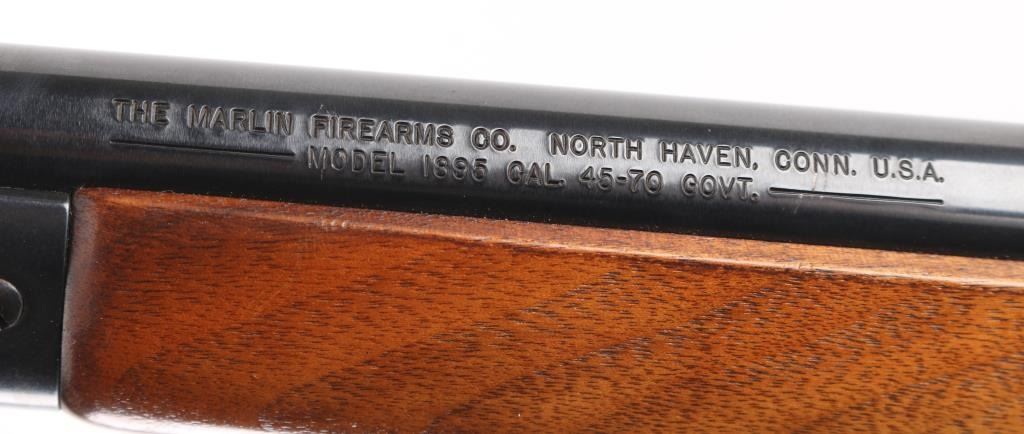 THE MARLIN FIREARMS CO. NORTH HAVEN, CONN. U.S.A.
MODEL 1895 CAL. 45-70 GOVT.